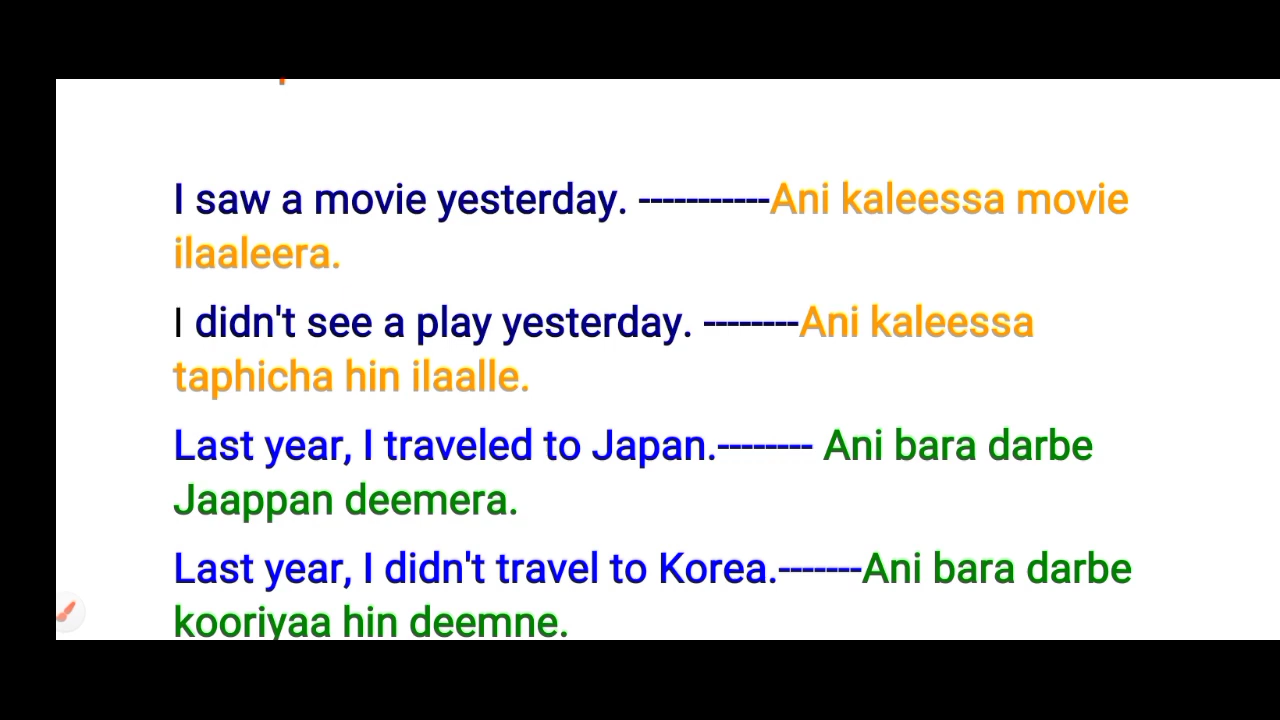 I saw a movie yesterday. -----------Ani kaleessa movie
ilaaleera.
I didn't see a play yesterday. --------Ani kaleessa
taphicha hin ilaalle.
Last year, I traveled to Japan.-------- Ani bara darbe
Jaappan deemera.
Last year, I didn't travel to Korea.-------Ani bara darbe
kooriyaa hin deemne.